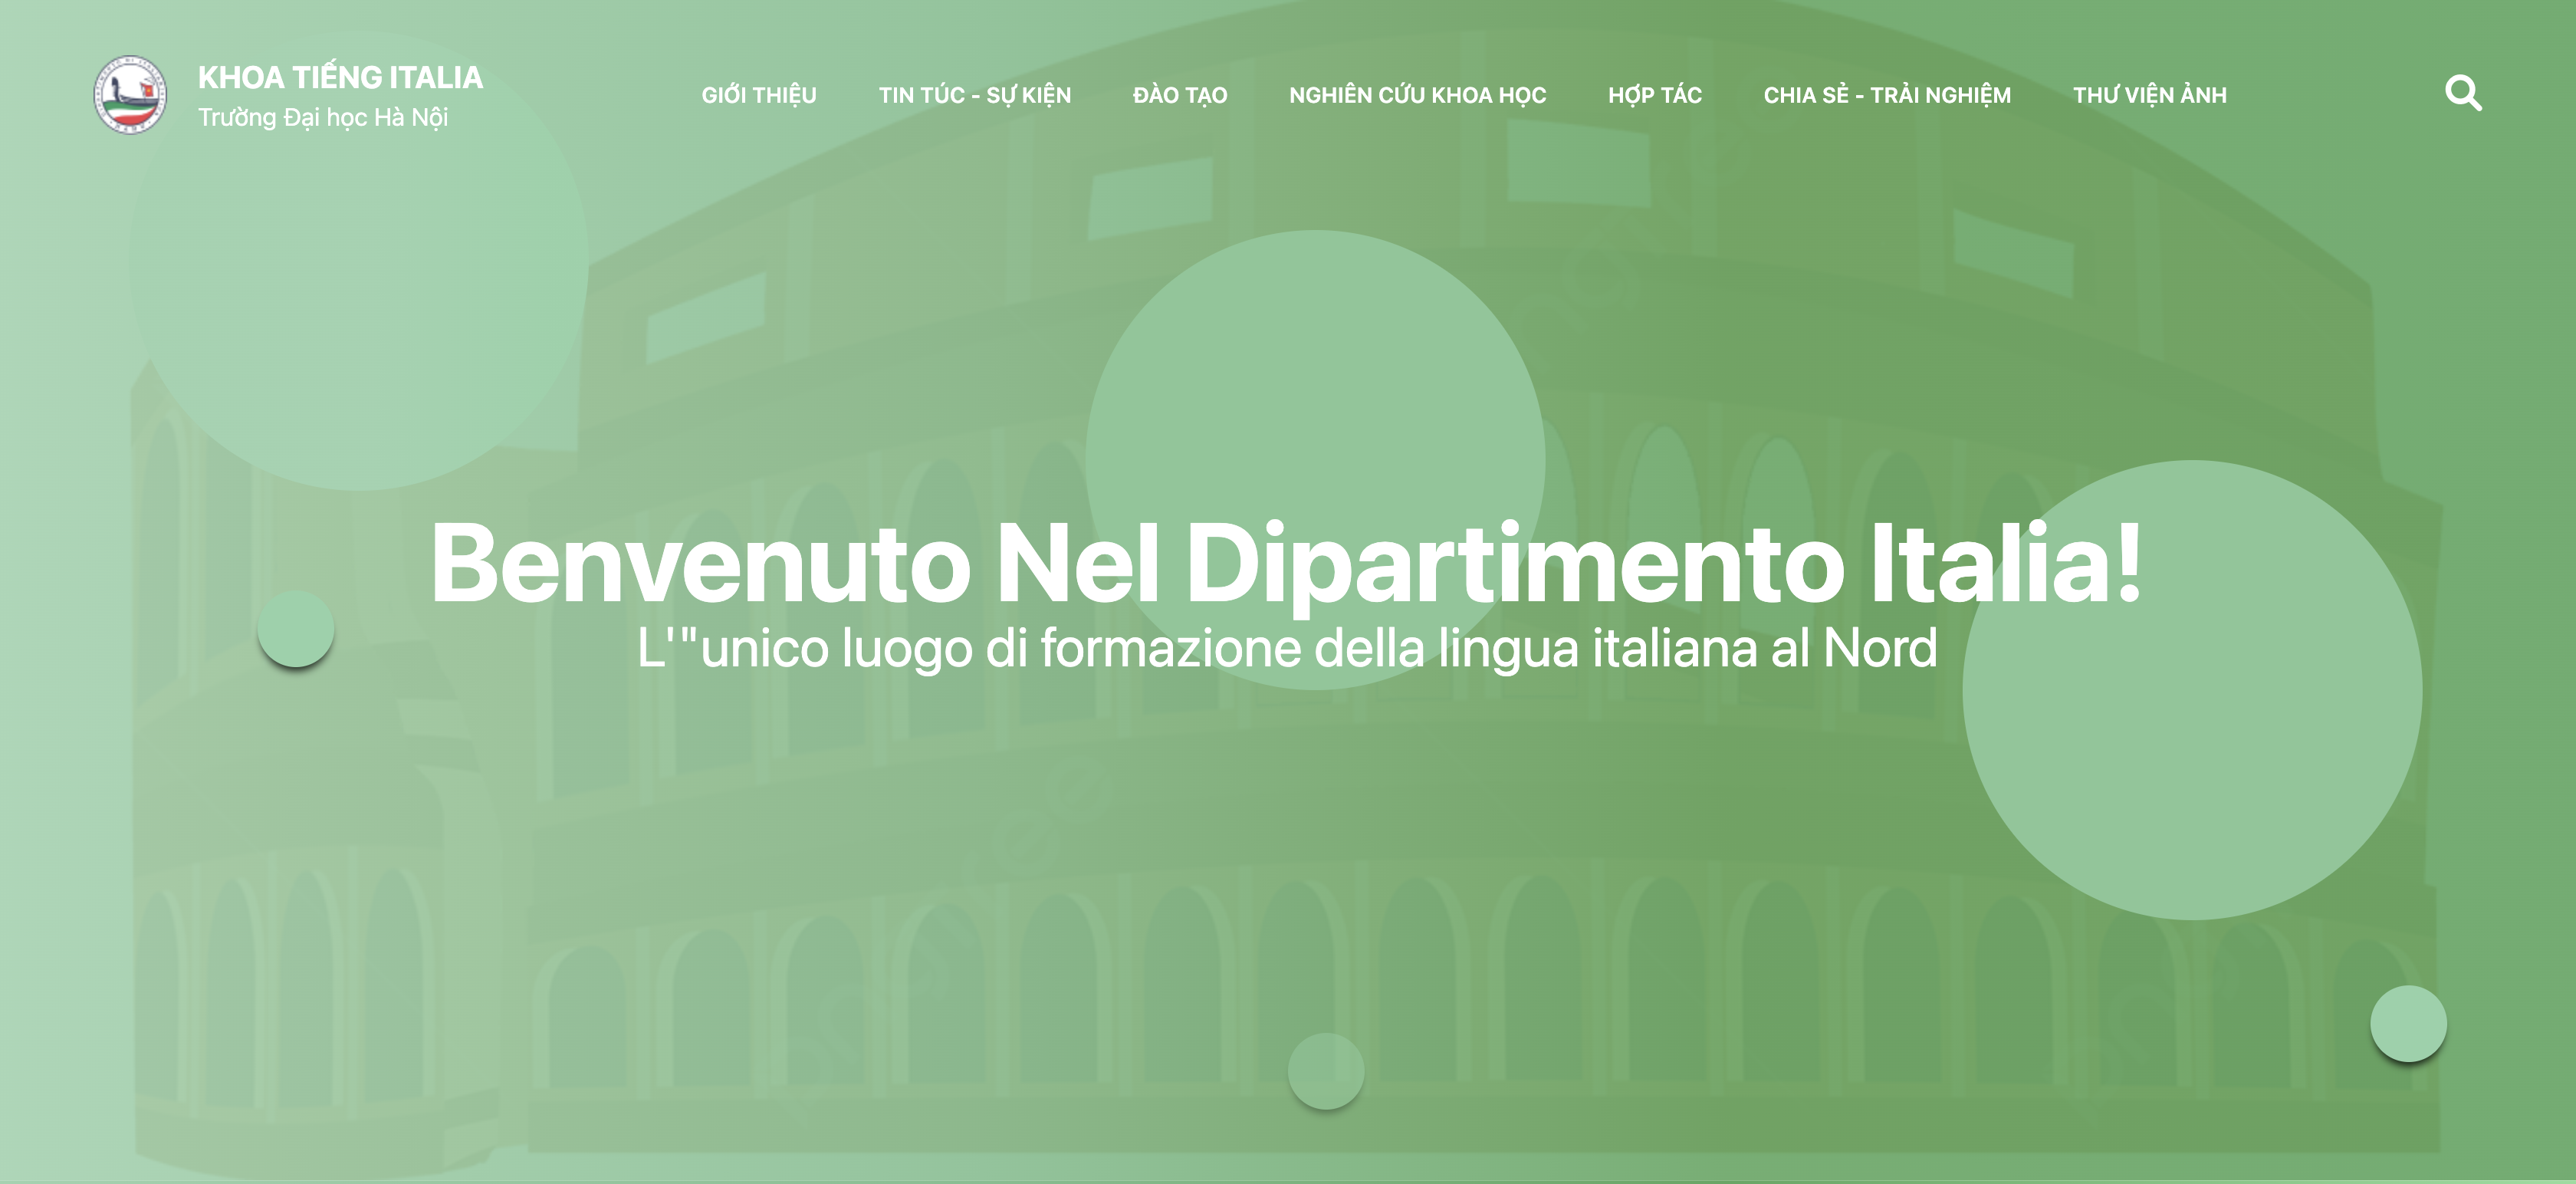 KHOA TIẾNG ITALIA
Trường Đại học Hà Nội
GIỚI THIỆU
TIN TÚC - SỰ KIỆN
ĐÀO TẠO
NGHIÊN CỨU KHOA HỌC
HỢP TÁC
CHIA SẺ - TRẢI NGHIỆM
THƯ VIỆN ẢNH
Benvenuto Nel Dipartimento Italia!
L'"unico luogo di formazione della lingua italiana al Nord